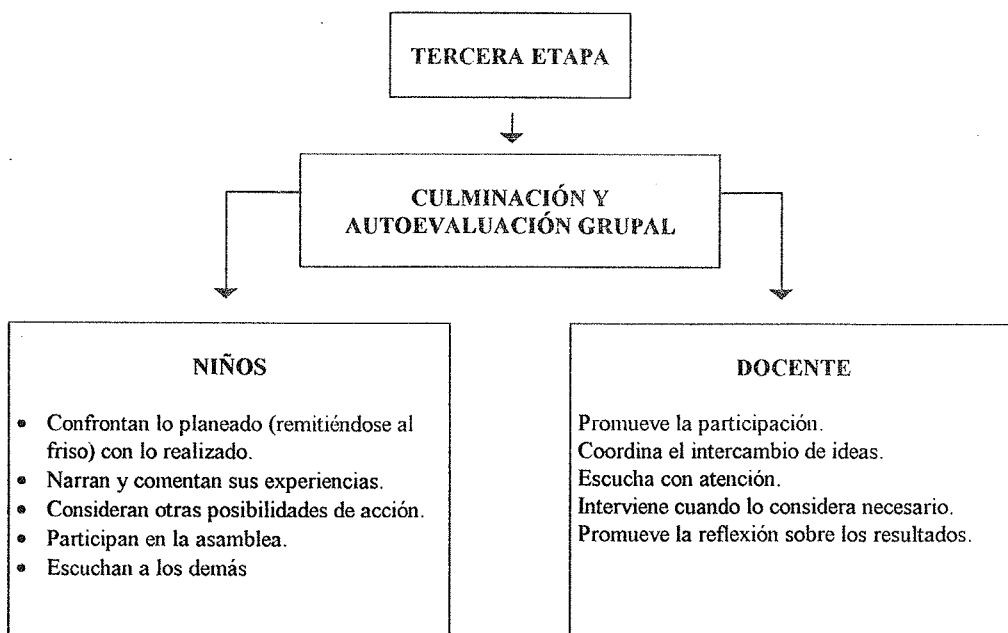 TERCERA ETAPA
CULMINACIÓN Y
AUTOEVALUACIÓN GRUPAL
NIÑOS
• Confrontan lo planeado (remitiéndose al
friso) con lo realizado.
• Narran y comentan sus experiencias.
• Consideran otras posibilidades de acción.
• Participan en la asamblea.
• Escuchan a los demás
DOCENTE
Promueve la participación.
Coordina el intercambio de ideas.
Escucha con atención.
Interviene cuando lo considera necesario.
Promueve la reflexión sobre los resultados.